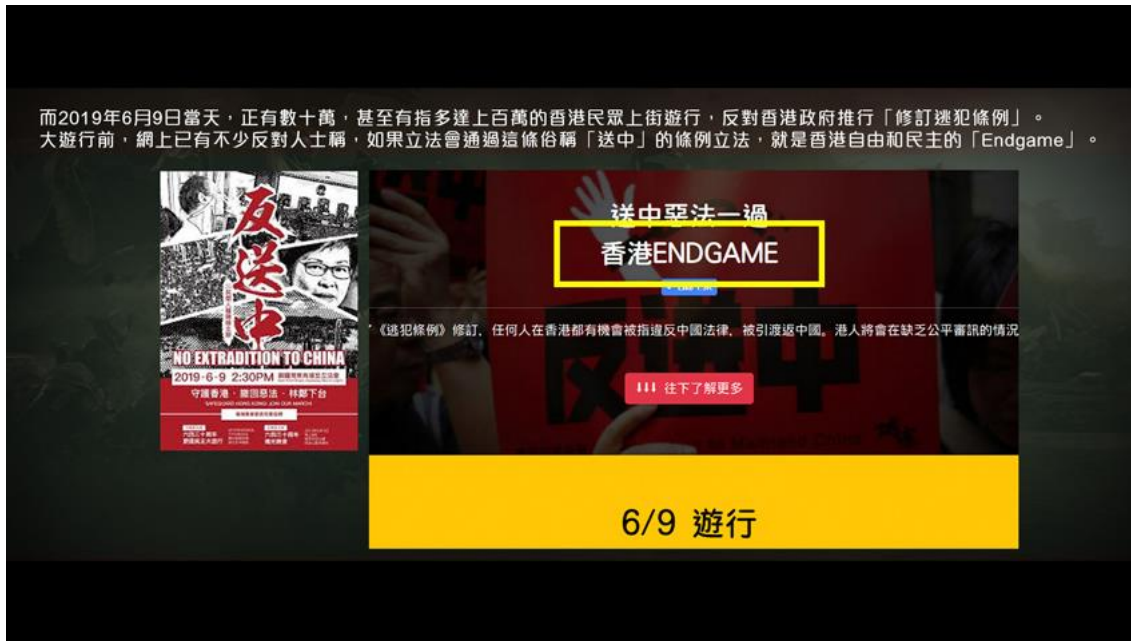 而2019年6月9日當天，正有數十萬，甚至有指多達上百萬的香港民眾上街遊行，反對香港政府推行「修訂逃犯條例」。
大遊行前，網上已有不少反對人士稱，如果立法會通過這條俗稱「送中」的條例立法，就是香港自由和民主的「Endgame」。
反送中
NO EXTRADITION TO CHINA
2019-6-9 2:30PM
守護香港·撤回惡法·林鄭下台
送中惡法一過
香港ENDGAME
《逃犯條例》修訂，任何人在香港都有機會被指違反中國法律，被引渡返中國。港人將會在缺乏公平審訊的情況
反送中
往下了解更多
6/9 遊行